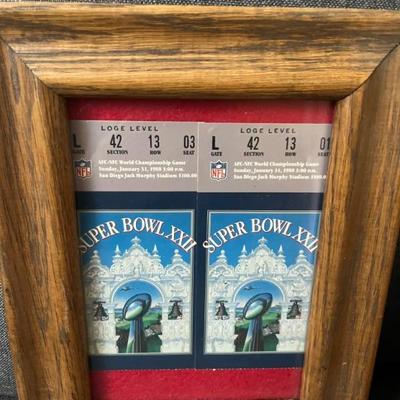 LOGE LEVEL
L 42 13 03
GATE SECTION ROW SEAT
AFC-NFC World Championship Game
Sunday, January 31, 1988 3:00 p.m.
San Diego Jack Murphy Stadium $100.00
NFL
SUPER BOWL XXII
LOGE LEVEL
L 42 13 01
GATE SECTION ROW SEAT
AFC-NFC World Championship Game
Sunday, January 31, 1988 3:00 p.m.
San Diego Jack Murphy Stadium $100.00
NFL
SUPER BOWL XXII